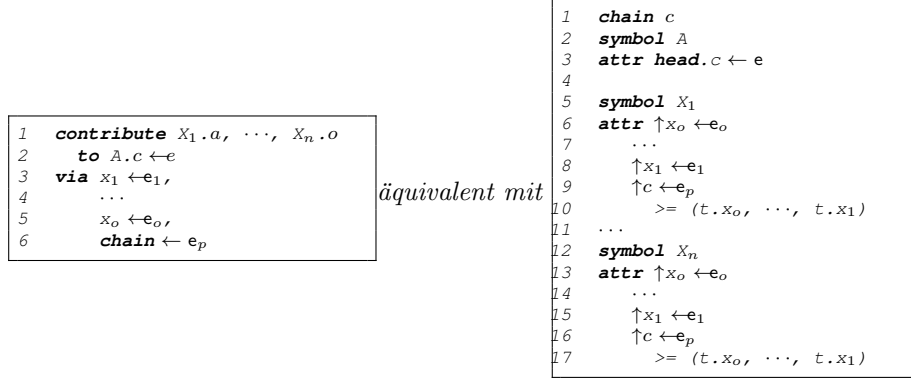 1 contribute X₁.a, ···, Xₙ.o
2 to A.c ← e
3 via x₁ ← e₁,
4 ···
5 xₒ ← eₒ,
6 chain ← eₚ
äquivalent mit
1 chain c
2 symbol A
3 attr head.c ← e
4
5 symbol X₁
6 attr ↑xₒ ← eₒ
7 ···
8 ↑x₁ ← e₁
9 ↑c ← eₚ
10 >= (t.xₒ, ···, t.x₁)
11 ···
12 symbol Xₙ
13 attr ↑xₒ ← eₒ
14 ···
15 ↑x₁ ← e₁
16 ↑c ← eₚ
17 >= (t.xₒ, ···, t.x₁)